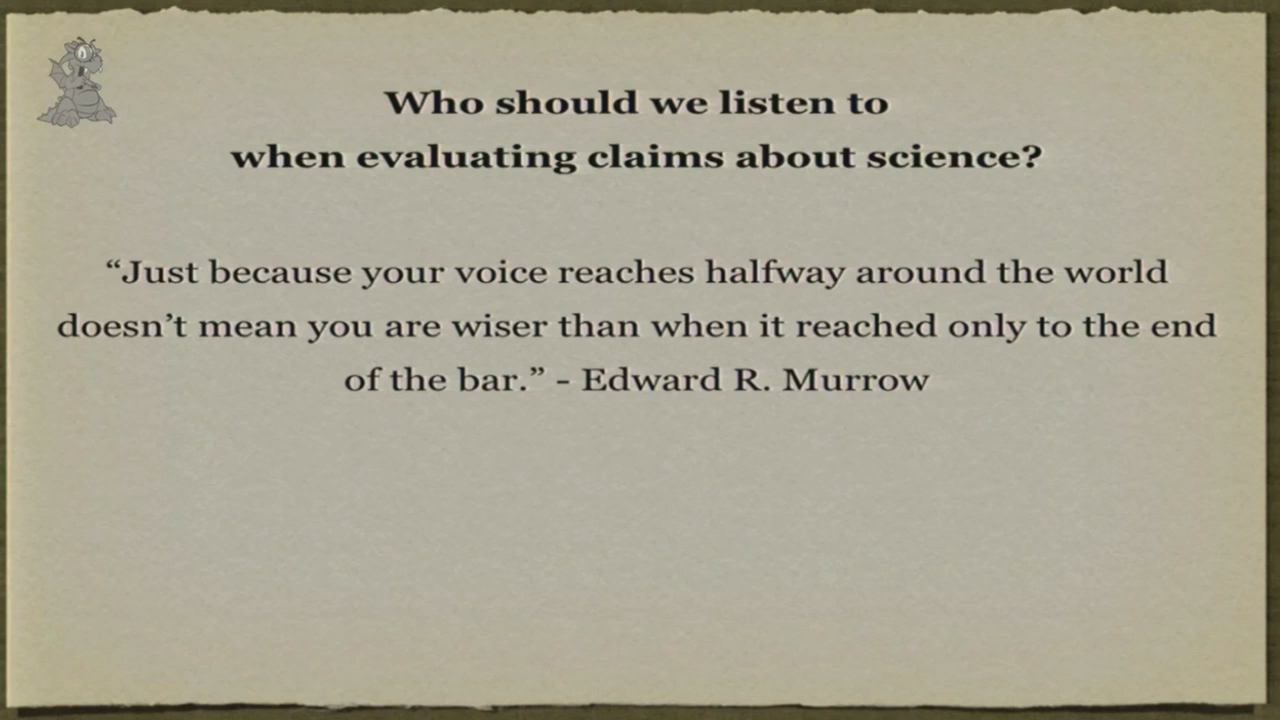 Who should we listen to
when evaluating claims about science?
“Just because your voice reaches halfway around the world
doesn’t mean you are wiser than when it reached only to the end
of the bar.” - Edward R. Murrow